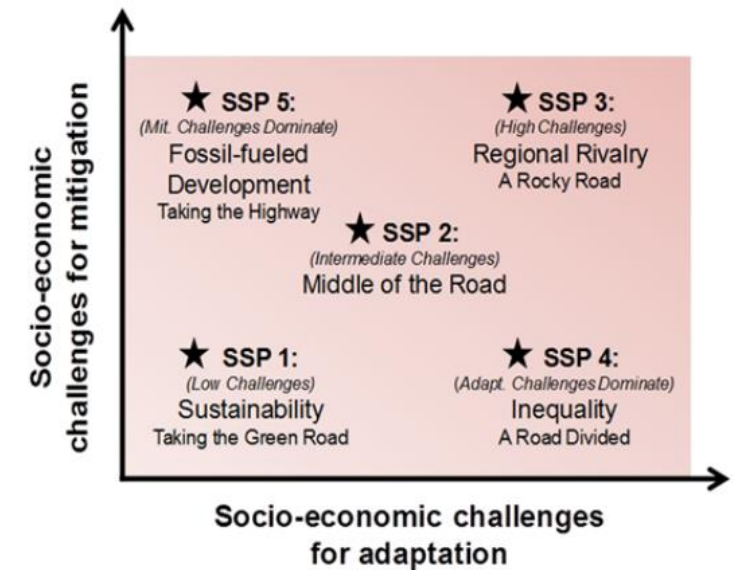 Socio-economic
challenges for mitigation
SSP 5:
(Mit. Challenges Dominate)
Fossil-fueled
Development
Taking the Highway
SSP 3:
(High Challenges)
Regional Rivalry
A Rocky Road
SSP 2:
(Intermediate Challenges)
Middle of the Road
SSP 1:
(Low Challenges)
Sustainability
Taking the Green Road
SSP 4:
(Adapt. Challenges Dominate)
Inequality
A Road Divided
Socio-economic challenges
for adaptation